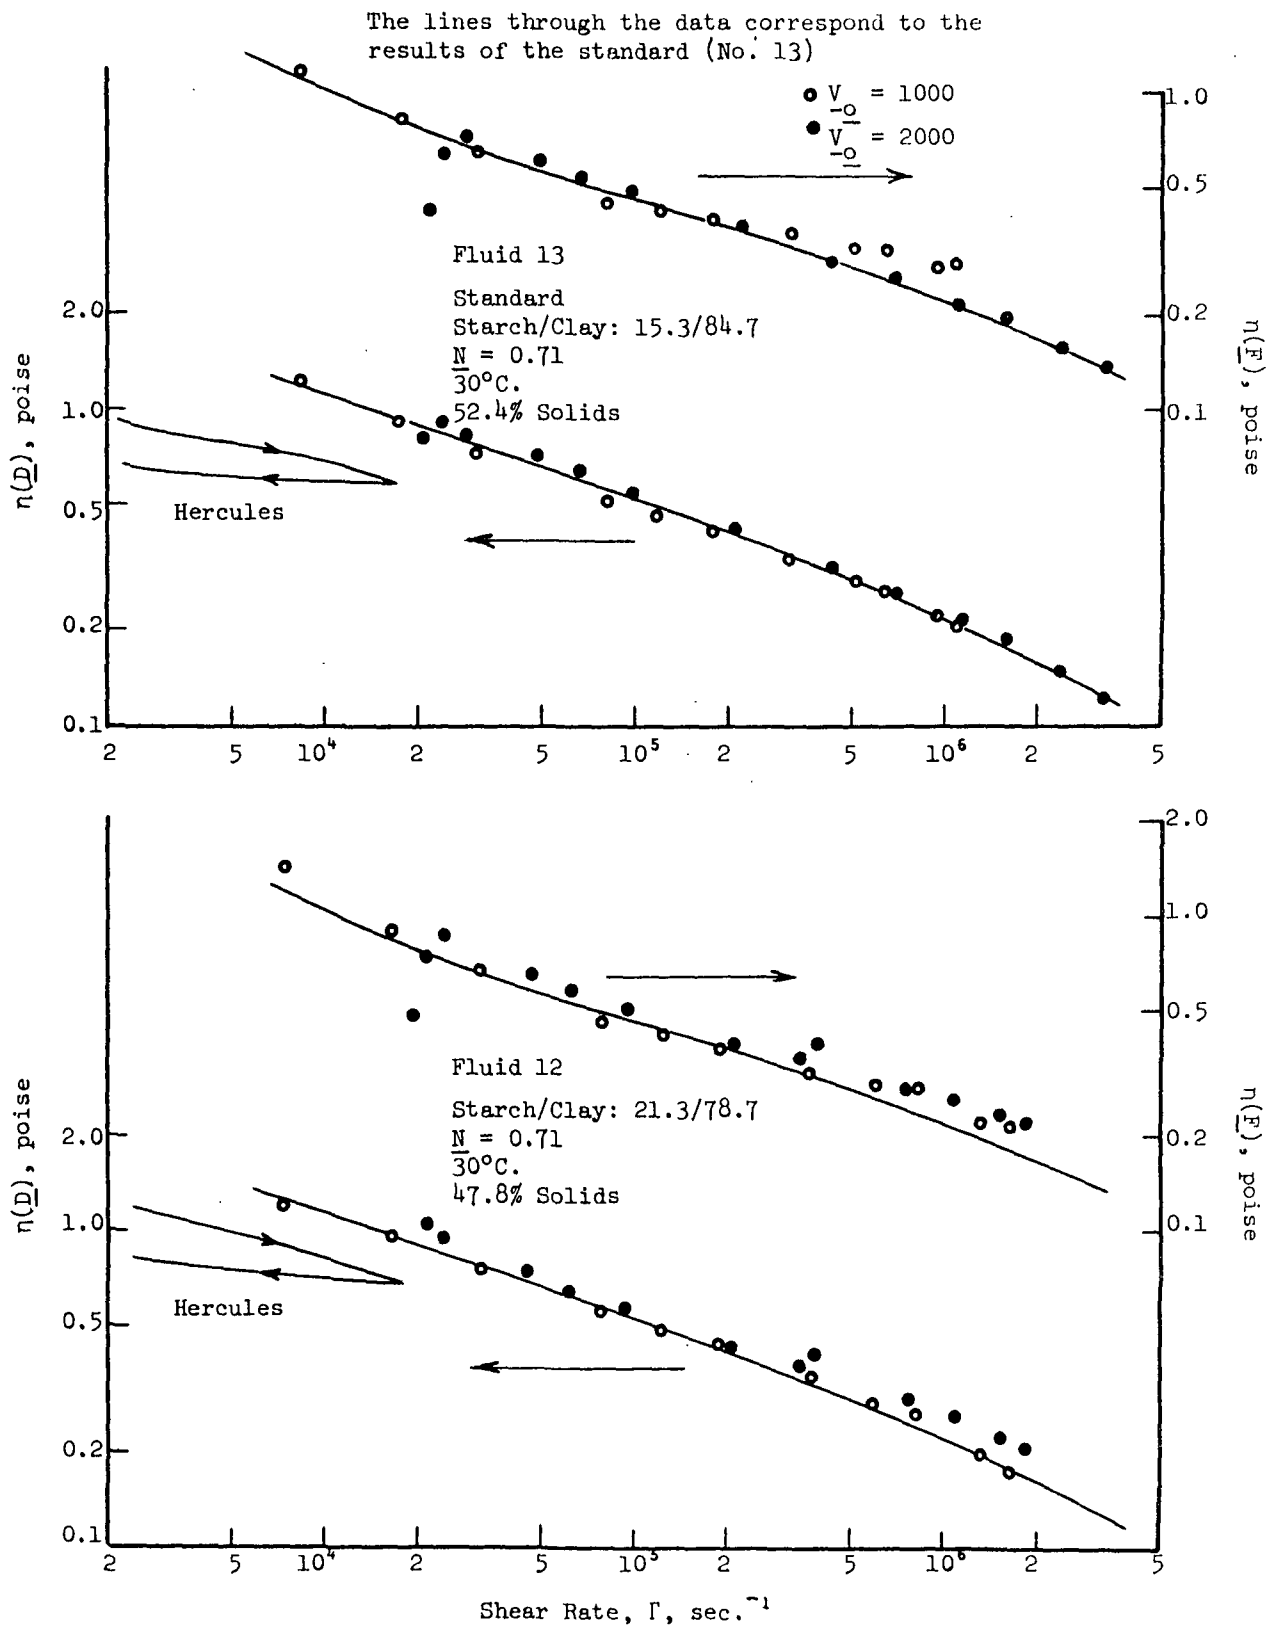 The lines through the data correspond to the
results of the standard (No. 13)
V-o = 1000
V-o = 2000
1.0
0.5
0.2
0.1
η(F), poise
Fluid 13
Standard
Starch/Clay: 15.3/84.7
N = 0.71
30°C.
52.4% Solids
2.0
1.0
0.5
0.2
0.1
η(D), poise
Hercules
2 5 10⁴ 2 5 10⁵ 2 5 10⁶ 2 5
2.0
1.0
0.5
0.2
0.1
η(F), poise
Fluid 12
Starch/Clay: 21.3/78.7
N = 0.71
30°C.
47.8% Solids
2.0
1.0
0.5
0.2
0.1
η(D), poise
Hercules
2 5 10⁴ 2 5 10⁵ 2 5 10⁶ 2 5
Shear Rate, Γ, sec.⁻¹